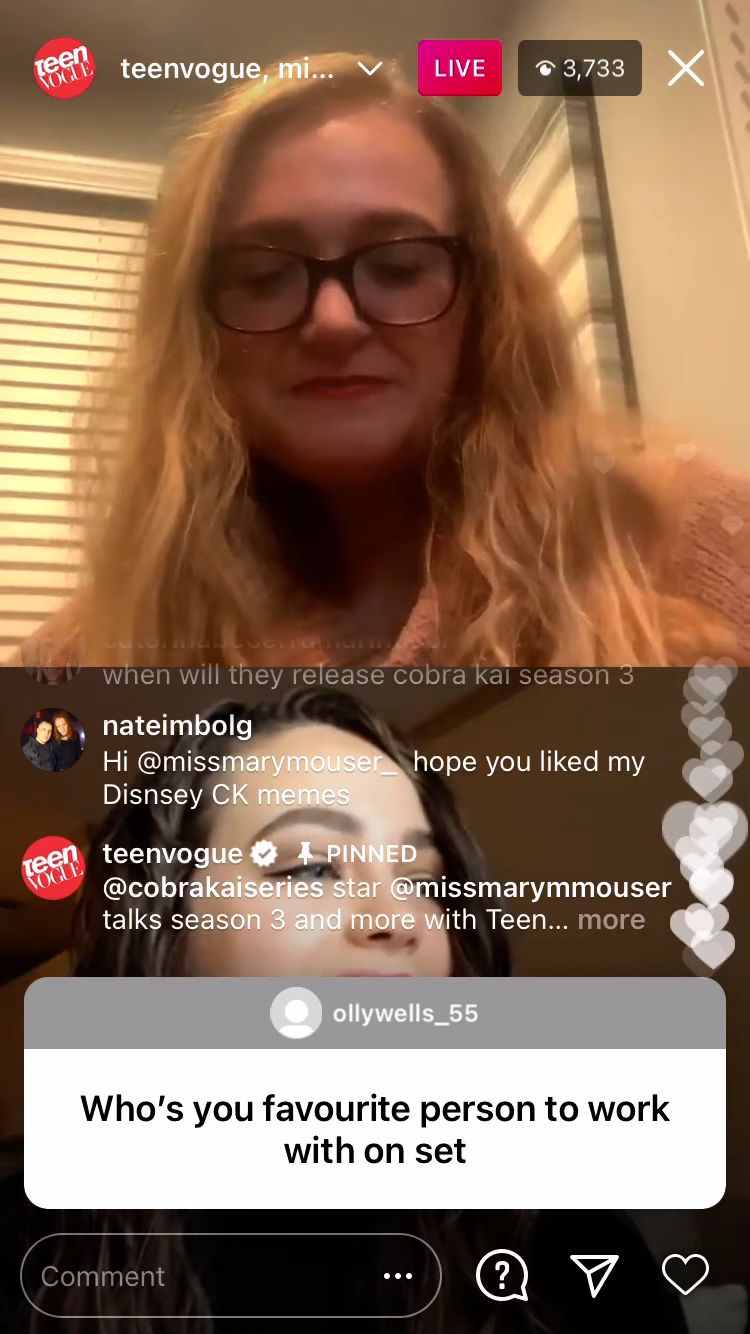 teen VOGUE
teenvogue, mi...
LIVE
3,733
when will they release cobra kai season 3
nateimbolg
Hi @missmarymouser_ hope you liked my
Disnsey CK memes
teen VOGUE
teenvogue PINNED
@cobrakaiseries star @missmarymmouser
talks season 3 and more with Teen... more
ollywells_55
Who's you favourite person to work
with on set
Comment